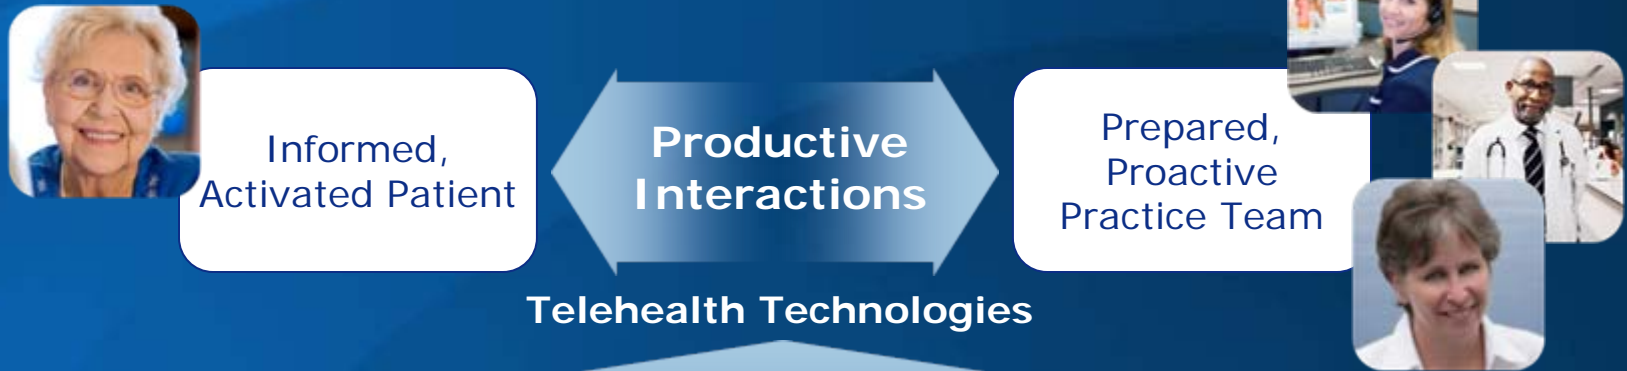 Informed,
Activated Patient
Productive
Interactions
Prepared,
Proactive
Practice Team
Telehealth Technologies